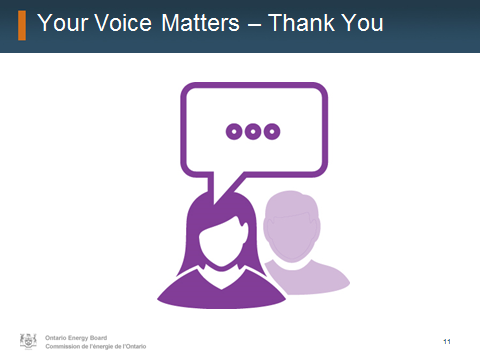 Your Voice Matters – Thank You
Ontario Energy Board
Commission de l'énergie de l'Ontario
11